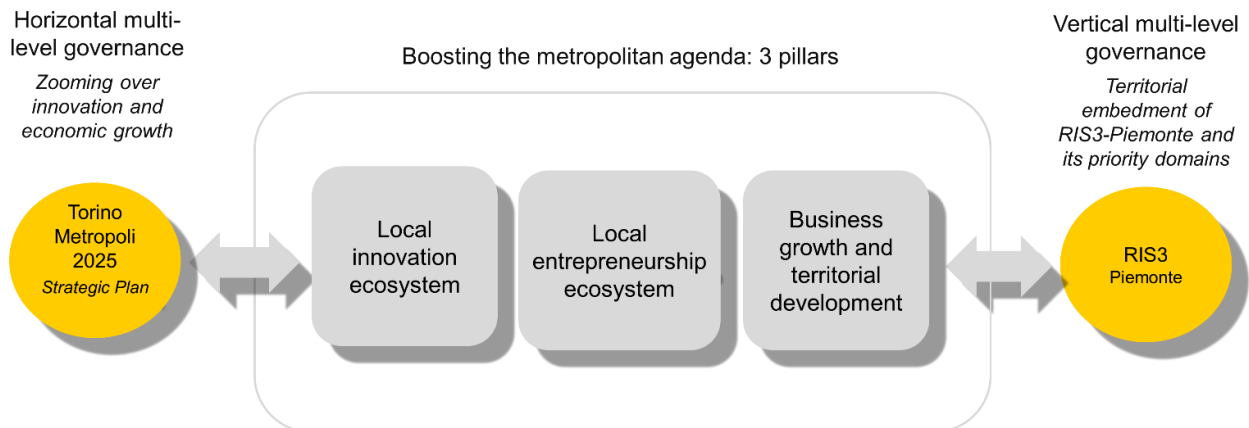 Horizontal multi-
level governance
Zooming over
innovation and
economic growth
Torino
Metropoli
2025
Strategic Plan
Boosting the metropolitan agenda: 3 pillars
Local
innovation
ecosystem
Local
entrepreneurship
ecosystem
Business
growth and
territorial
development
Vertical multi-level
governance
Territorial
embedment of
RIS3-Piemonte and
its priority domains
RIS3
Piemonte